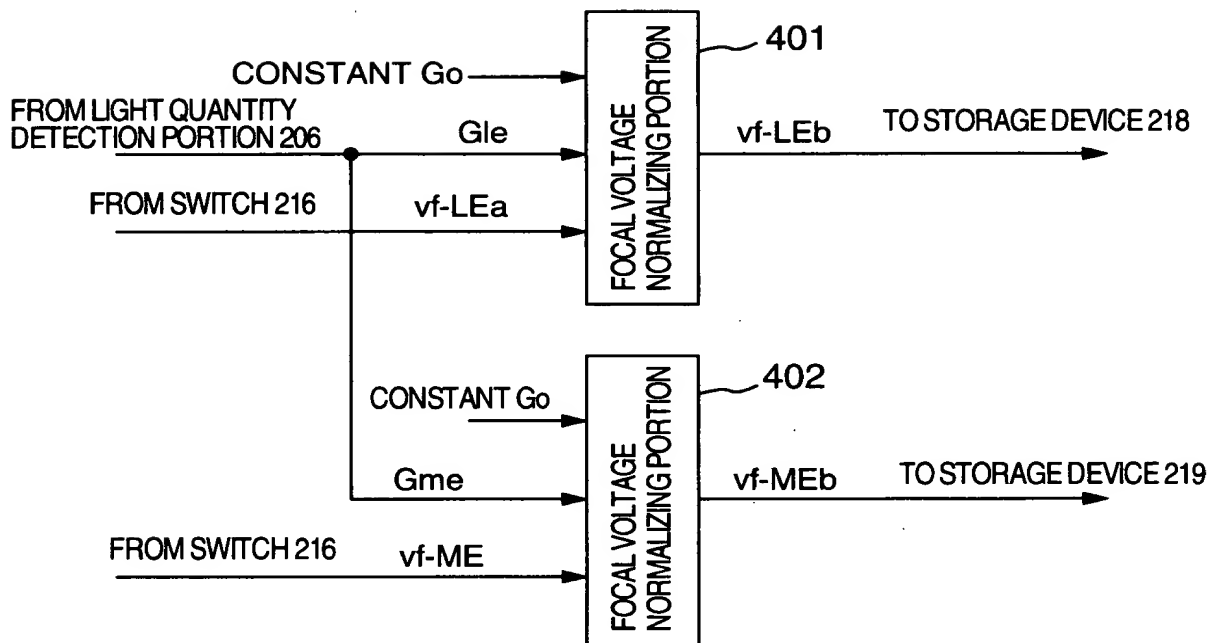 401
CONSTANT Go
FROM LIGHT QUANTITY
DETECTION PORTION 206
Gle
FROM SWITCH 216
vf-LEa
FOCAL VOLTAGE
NORMALIZING PORTION
vf-LEb
TO STORAGE DEVICE 218
402
CONSTANT Go
Gme
FROM SWITCH 216
vf-ME
FOCAL VOLTAGE
NORMALIZING PORTION
vf-MEb
TO STORAGE DEVICE 219